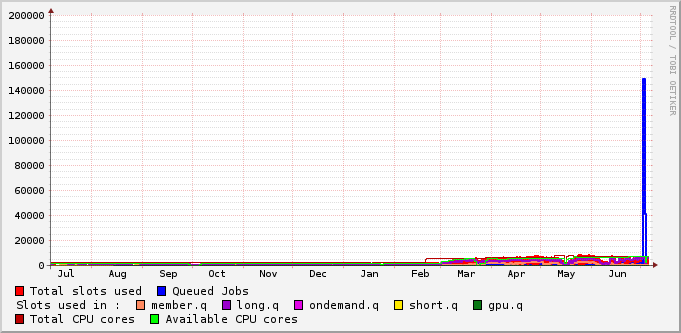 200000
180000
160000
140000
120000
100000
80000
60000
40000
20000
0
Jul Aug Sep Oct Nov Dec Jan Feb Mar Apr May Jun
Total slots used Queued Jobs
Slots used in : member.q long.q ondemand.q short.q gpu.q
Total CPU cores Available CPU cores
RRDTOOL / TOBI OETIKER